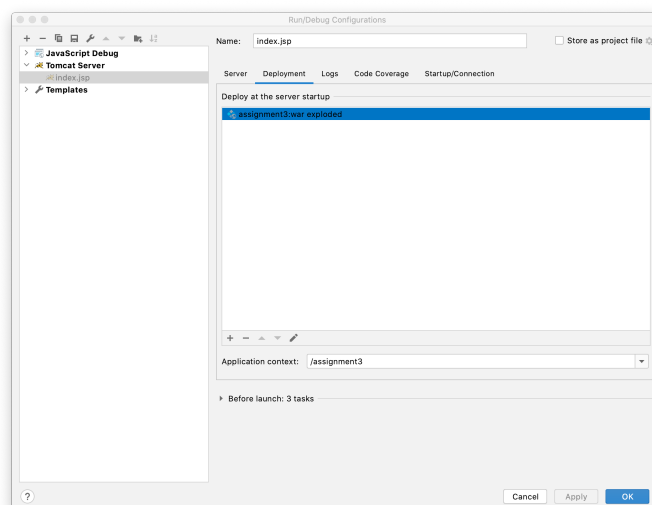 Run/Debug Configurations
JavaScript Debug
Tomcat Server
index.jsp
Templates
Name: index.jsp
Store as project file
Server Deployment Logs Code Coverage Startup/Connection
Deploy at the server startup
assignment3:war exploded
Application context: /assignment3
Before launch: 3 tasks
?
Cancel Apply OK